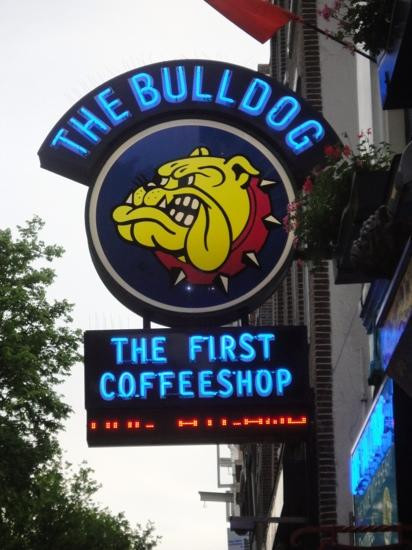 THE BULLDOG
THE FIRST
COFFEESHOP